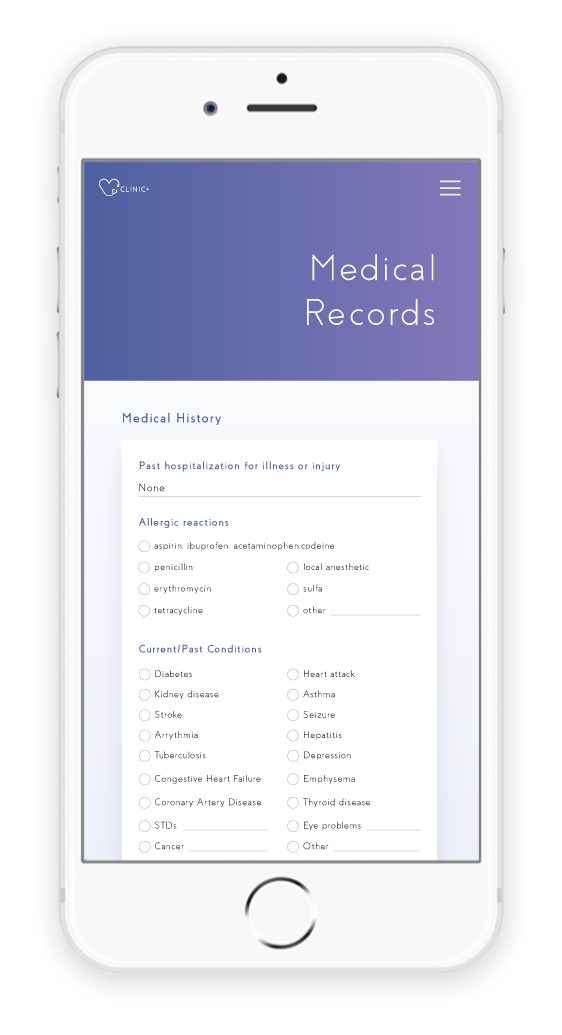 CLINIC+
Medical
Records
Medical History
Past hospitalization for illness or injury
None
Allergic reactions
aspirin, ibuprofen, acetaminophen,codeine
penicillin local anesthetic
erythromycin sulfa
tetracycline other
Current/Past Conditions
Diabetes Heart attack
Kidney disease Asthma
Stroke Seizure
Arrythmia Hepatitis
Tuberculosis Depression
Congestive Heart Failure Emphysema
Coronary Artery Disease Thyroid disease
STDs Eye problems
Cancer Other